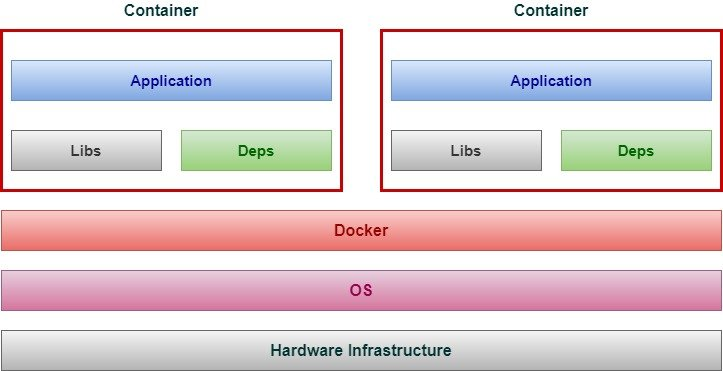 Container Container
Application Application
Libs Deps Libs Deps
Docker
OS
Hardware Infrastructure